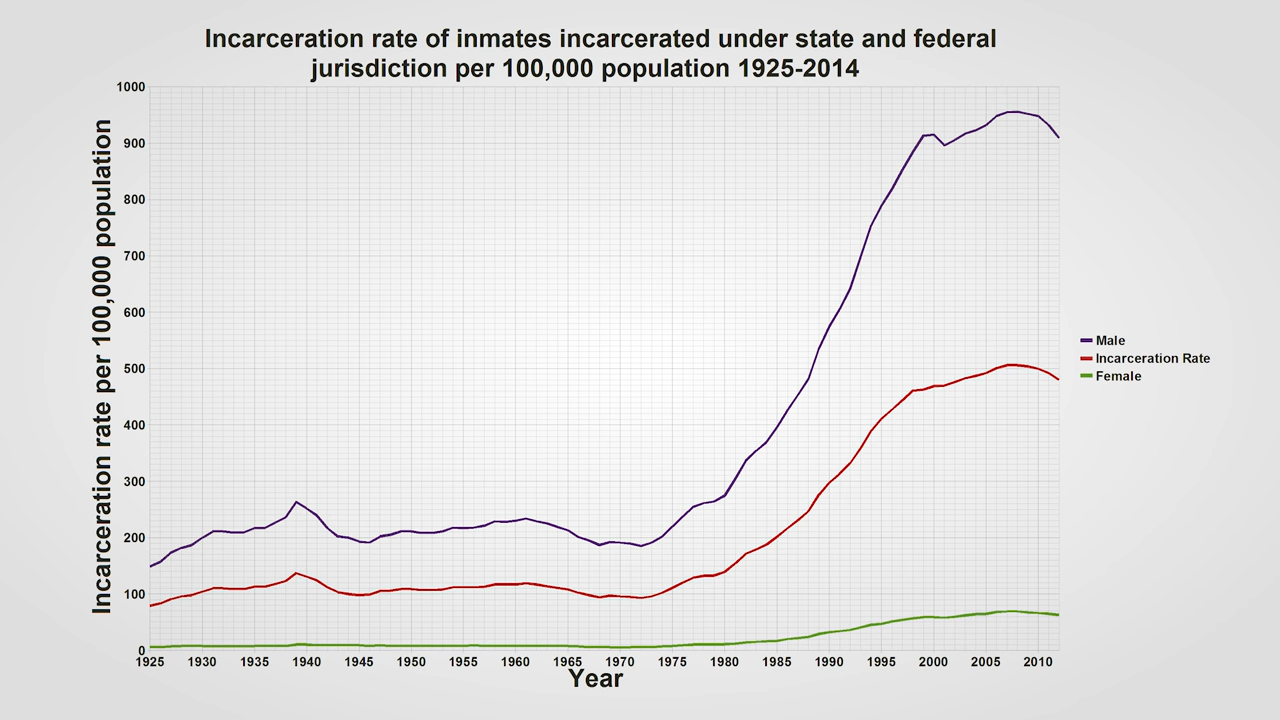 Incarceration rate of inmates incarcerated under state and federal
jurisdiction per 100,000 population 1925-2014
Incarceration rate per 100,000 population
1000
900
800
700
600
500
400
300
200
100
0
1925 1930 1935 1940 1945 1950 1955 1960 1965 1970 1975 1980 1985 1990 1995 2000 2005 2010
Year
Male
Incarceration Rate
Female